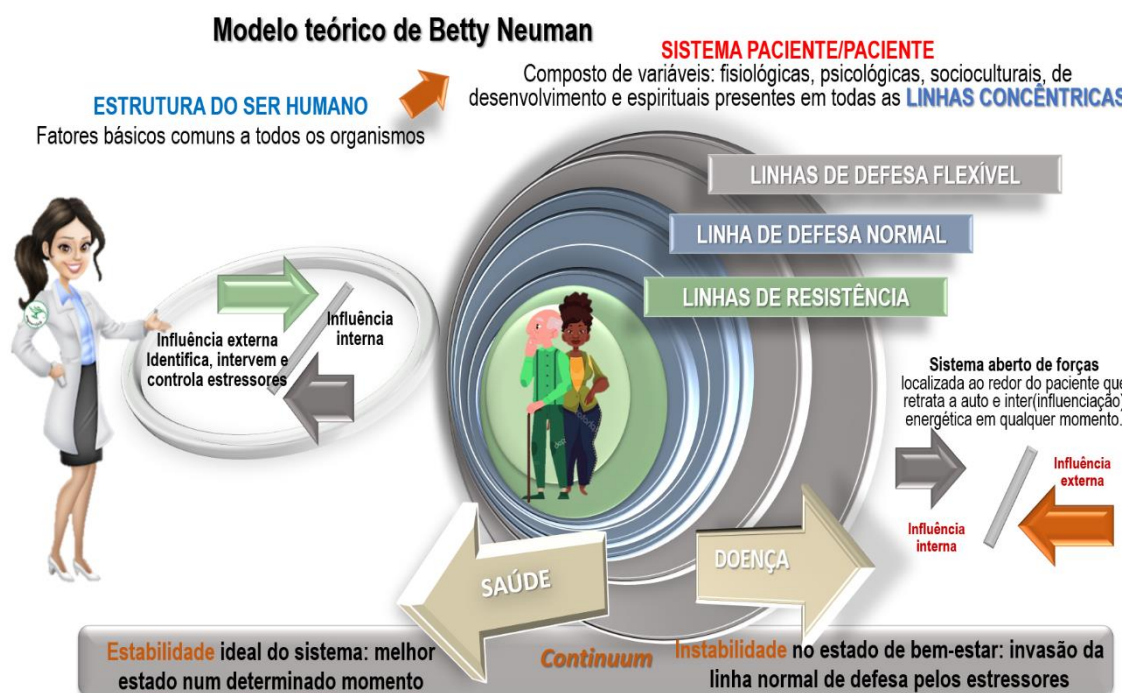 Modelo teórico de Betty Neuman
SISTEMA PACIENTE/PACIENTE
Composto de variáveis: fisiológicas, psicológicas, socioculturais, de
desenvolvimento e espirituais presentes em todas as LINHAS CONCÊNTRICAS
ESTRUTURA DO SER HUMANO
Fatores básicos comuns a todos os organismos
LINHAS DE DEFESA FLEXÍVEL
LINHA DE DEFESA NORMAL
LINHAS DE RESISTÊNCIA
Influência externa
Identifica, intervem e
controla estressores
Influência
interna
Sistema aberto de forças
localizada ao redor do paciente que
retrata a auto e inter(influenciação)
energética em qualquer momento.
Influência
externa
Influência
interna
SAÚDE
DOENÇA
Estabilidade ideal do sistema: melhor
estado num determinado momento
Continuum
Instabilidade no estado de bem-estar: invasão da
linha normal de defesa pelos estressores